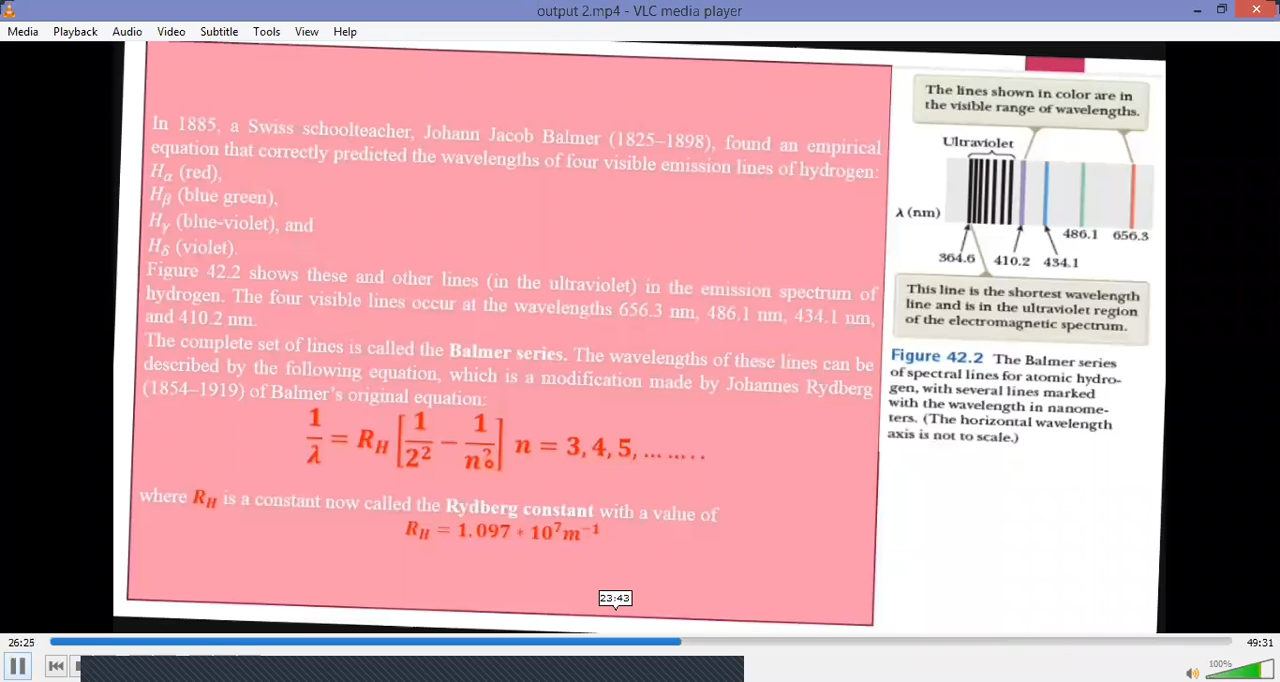 output 2.mp4 - VLC media player
Media Playback Audio Video Subtitle Tools View Help
In 1885, a Swiss schoolteacher, Johann Jacob Balmer (1825–1898), found an empirical
equation that correctly predicted the wavelengths of four visible emission lines of hydrogen:
Hα (red),
Hβ (blue green),
Hγ (blue-violet), and
Hδ (violet).
Figure 42.2 shows these and other lines (in the ultraviolet) in the emission spectrum of
hydrogen. The four visible lines occur at the wavelengths 656.3 nm, 486.1 nm, 434.1 nm,
and 410.2 nm.
The complete set of lines is called the Balmer series. The wavelengths of these lines can be
described by the following equation, which is a modification made by Johannes Rydberg
(1854–1919) of Balmer's original equation:
1/λ = R_H [1/2² − 1/n²] n = 3, 4, 5, ... ... . .
where R_H is a constant now called the Rydberg constant with a value of
R_H = 1.097 * 10⁷m⁻¹
The lines shown in color are in
the visible range of wavelengths.
Ultraviolet
λ (nm)
486.1 656.3
364.6 410.2 434.1
This line is the shortest wavelength
line and is in the ultraviolet region
of the electromagnetic spectrum.
Figure 42.2 The Balmer series
of spectral lines for atomic hydro-
gen, with several lines marked
with the wavelength in nanome-
ters. (The horizontal wavelength
axis is not to scale.)
23:43
26:25 49:31
100%